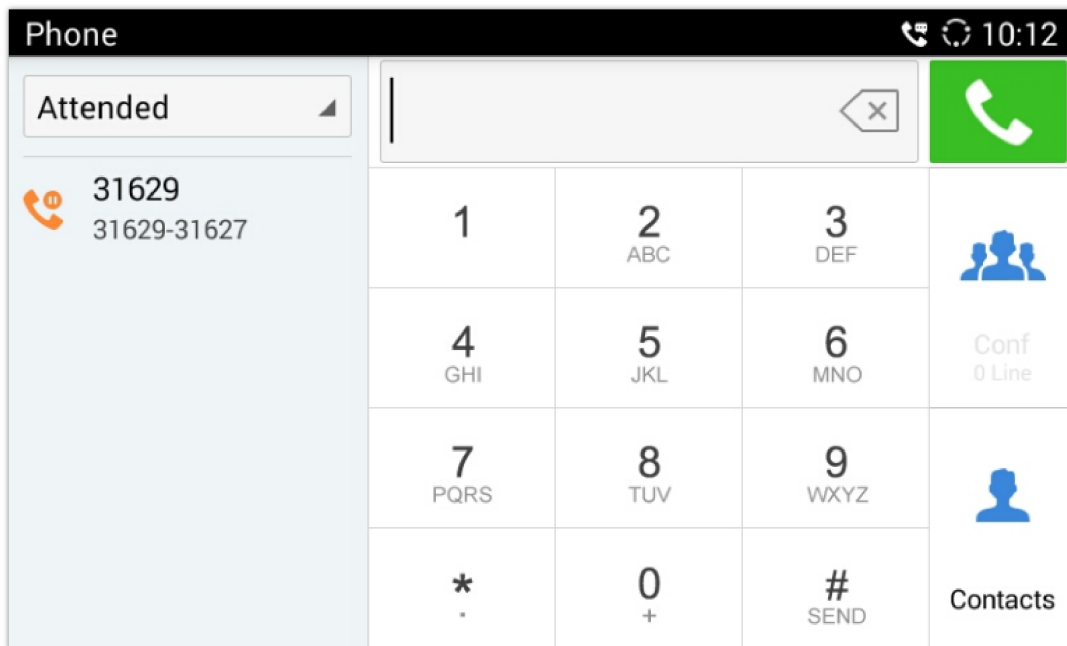 Phone
10:12
Attended
31629
31629-31627
1
2
ABC
3
DEF
4
GHI
5
JKL
6
MNO
7
PQRS
8
TUV
9
WXYZ
*
.
0
+
#
SEND
Conf
0 Line
Contacts